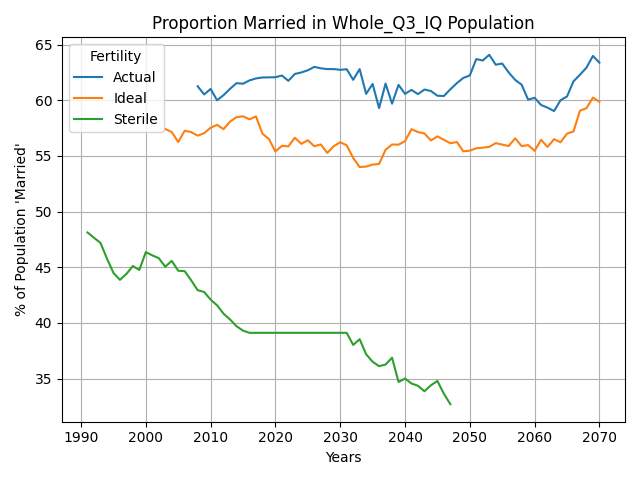 Proportion Married in Whole_Q3_IQ Population
Fertility
Actual
Ideal
Sterile
% of Population 'Married'
65
60
55
50
45
40
35
1990
2000
2010
2020
2030
2040
2050
2060
2070
Years